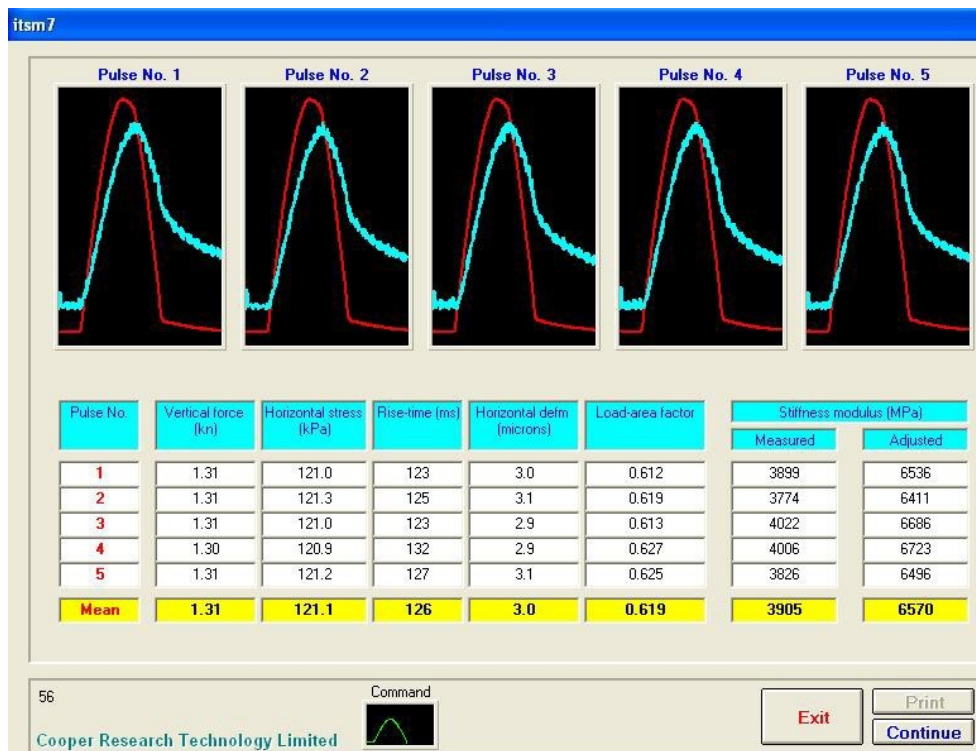 itsm7
Pulse No. 1 Pulse No. 2 Pulse No. 3 Pulse No. 4 Pulse No. 5
Pulse No. Vertical force (kn) Horizontal stress (kPa) Rise-time (ms) Horizontal defm (microns) Load-area factor Stiffness modulus (MPa)
Measured Adjusted
1 1.31 121.0 123 3.0 0.612 3899 6536
2 1.31 121.3 125 3.1 0.619 3774 6411
3 1.31 121.0 123 2.9 0.613 4022 6686
4 1.30 120.9 132 2.9 0.627 4006 6723
5 1.31 121.2 127 3.1 0.625 3826 6496
Mean 1.31 121.1 126 3.0 0.619 3905 6570
56 Command
Exit Print
Cooper Research Technology Limited Continue